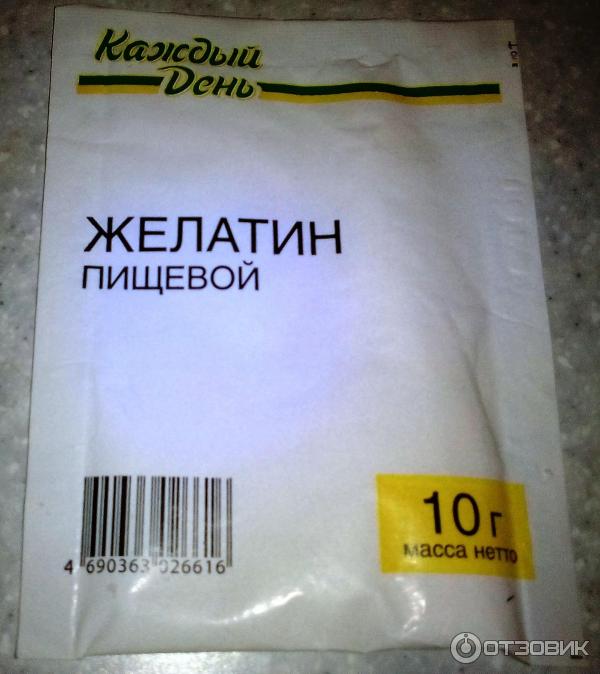 Каждый
День
ЖЕЛАТИН
ПИЩЕВОЙ
10 г
масса нетто
4 690363 026616
ОТЗОВИК